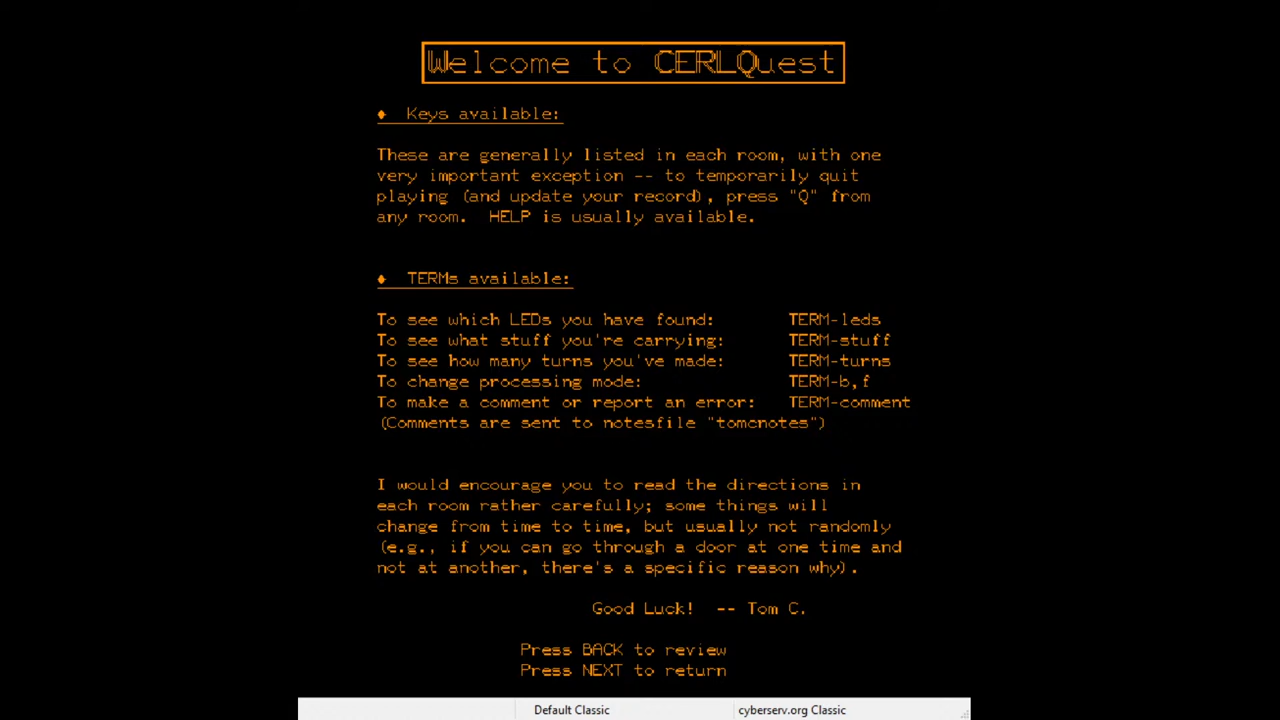 Welcome to CERLQuest
♦ Keys available:
These are generally listed in each room, with one
very important exception -- to temporarily quit
playing (and update your record), press "Q" from
any room. HELP is usually available.
♦ TERMs available:
To see which LEDs you have found: TERM-leds
To see what stuff you're carrying: TERM-stuff
To see how many turns you've made: TERM-turns
To change processing mode: TERM-b,f
To make a comment or report an error: TERM-comment
(Comments are sent to notesfile "tomcnotes")
I would encourage you to read the directions in
each room rather carefully; some things will
change from time to time, but usually not randomly
(e.g., if you can go through a door at one time and
not at another, there's a specific reason why).
Good Luck! -- Tom C.
Press BACK to review
Press NEXT to return
Default Classic cyberserv.org Classic